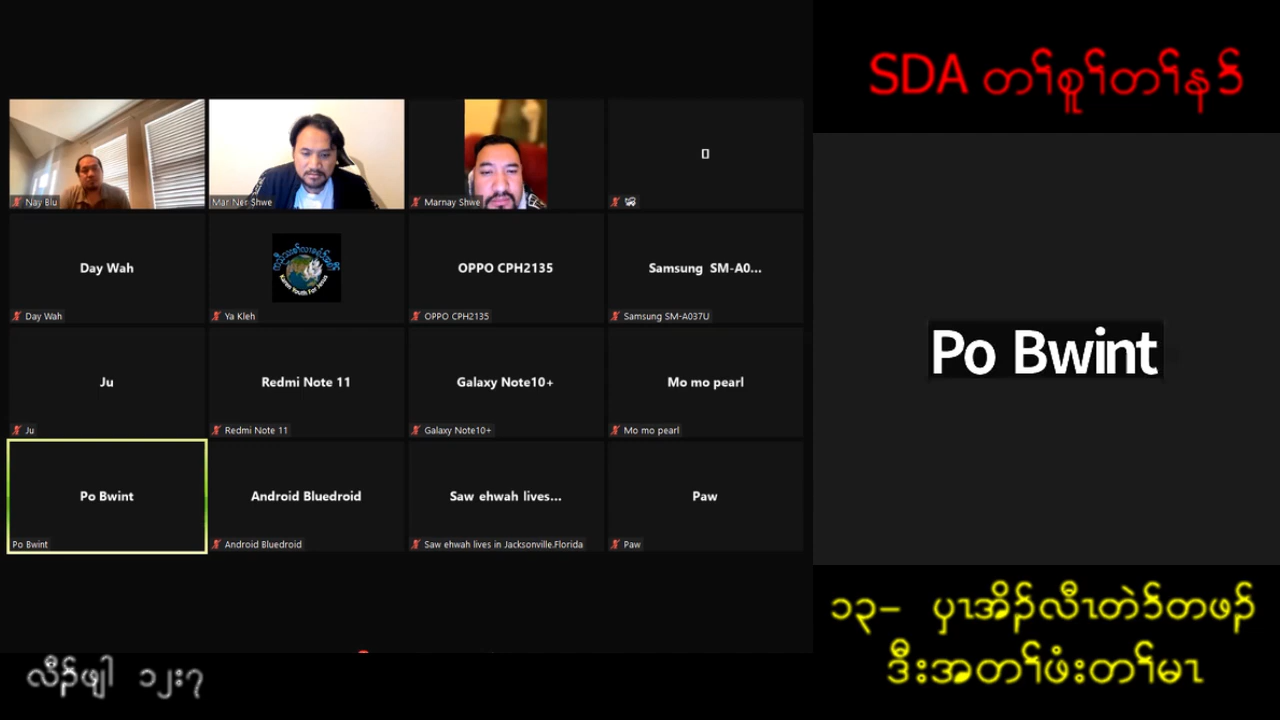 SDA တၢ်စူၢ်တၢ်နာ်
Nay Blu
Mar Ner Shwe
Marnay Shwe
Day Wah
OPPO CPH2135
Samsung SM-A0...
Day Wah
Karen Youth For Jesus
Ya Kleh
OPPO CPH2135
Samsung SM-A037U
Ju
Redmi Note 11
Galaxy Note10+
Mo mo pearl
Ju
Redmi Note 11
Galaxy Note10+
Mo mo pearl
Po Bwint
Android Bluedroid
Saw ehwah lives...
Paw
Po Bwint
Android Bluedroid
Saw ehwah lives in Jacksonville.Florida
Paw
Po Bwint
၁၃– ပှၤအိၣ်လီၤတဲာ်တဖၣ်
ဒီးအတၢ်ဖံးတၢ်မၤ
လီၣ်ဖျါ ၁၂း၇